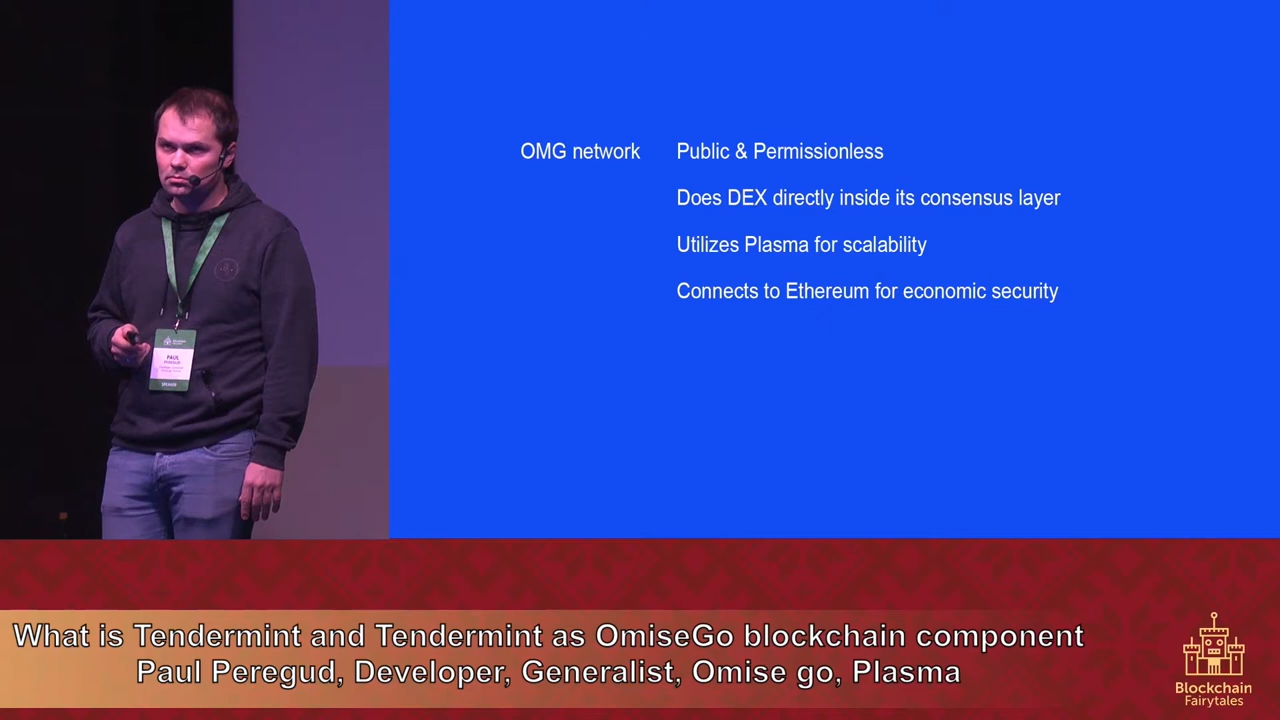 OMG network Public & Permissionless
Does DEX directly inside its consensus layer
Utilizes Plasma for scalability
Connects to Ethereum for economic security
PAUL
SPEAKER
What is Tendermint and Tendermint as OmiseGo blockchain component
Paul Peregud, Developer, Generalist, Omise go, Plasma
Blockchain
Fairytales